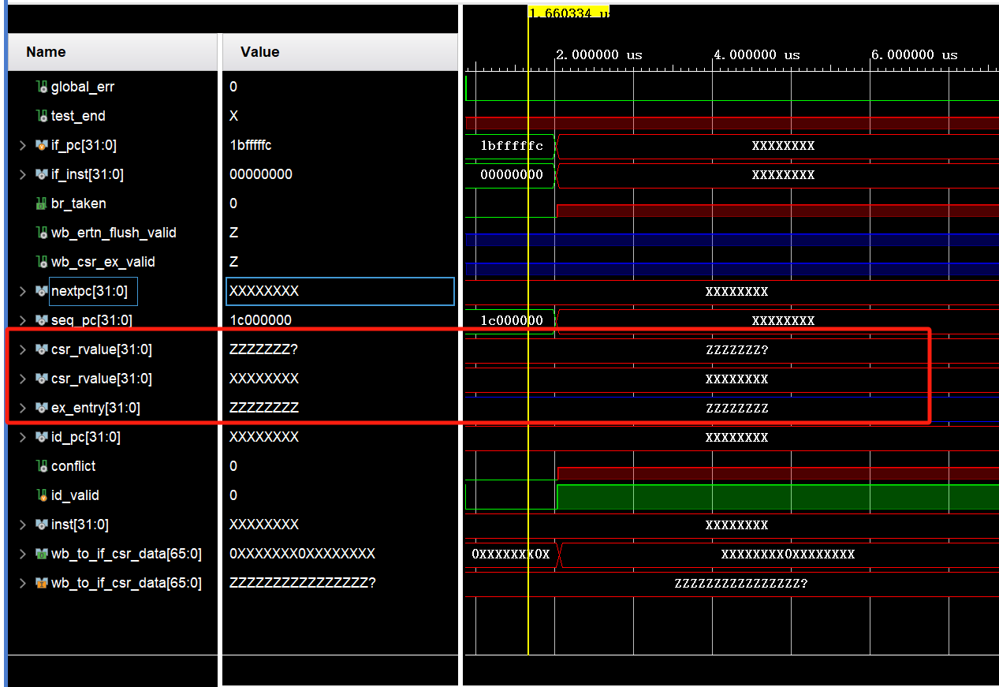 1.660334 us
Name Value
2.000000 us 4.000000 us 6.000000 us
global_err 0
test_end X
if_pc[31:0] 1bfffffc 1bfffffc XXXXXXXX
if_inst[31:0] 00000000 00000000 XXXXXXXX
br_taken 0
wb_ertn_flush_valid Z
wb_csr_ex_valid Z
nextpc[31:0] XXXXXXXX XXXXXXXX
seq_pc[31:0] 1c000000 1c000000 XXXXXXXX
csr_rvalue[31:0] ZZZZZZZ? ZZZZZZZ?
csr_rvalue[31:0] XXXXXXXX XXXXXXXX
ex_entry[31:0] ZZZZZZZZ ZZZZZZZZ
id_pc[31:0] XXXXXXXX XXXXXXXX
conflict 0
id_valid 0
inst[31:0] XXXXXXXX XXXXXXXX
wb_to_if_csr_data[65:0] 0XXXXXXX0XXXXXXXX 0XXXXXXX0X XXXXXXXX0XXXXXXXX
wb_to_if_csr_data[65:0] ZZZZZZZZZZZZZZZZ? ZZZZZZZZZZZZZZZZ?